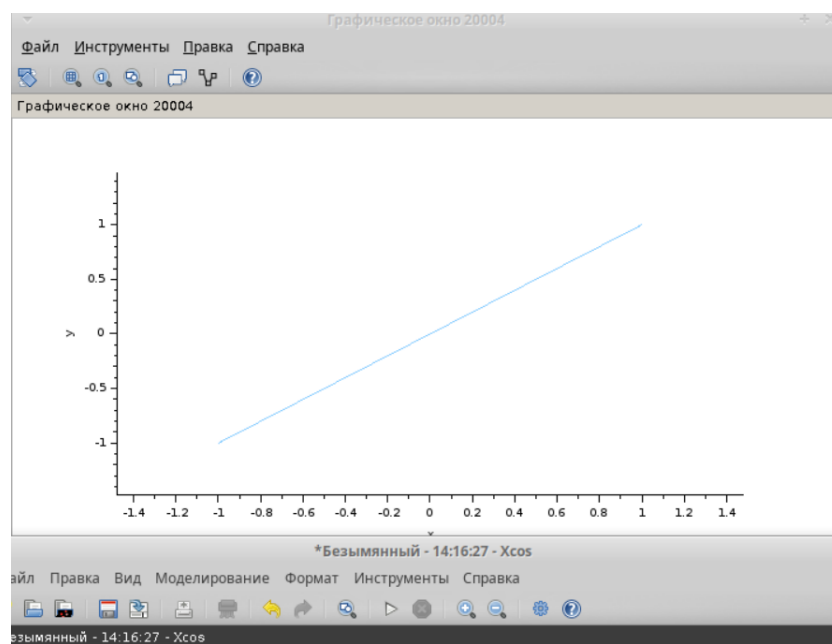 Графическое окно 20004
Файл Инструменты Правка Справка
Графическое окно 20004
1
0.5
y 0
-0.5
-1
-1.4 -1.2 -1 -0.8 -0.6 -0.4 -0.2 0 0.2 0.4 0.6 0.8 1 1.2 1.4
*Безымянный - 14:16:27 - Xcos
айл Правка Вид Моделирование Формат Инструменты Справка
езымянный - 14:16:27 - Xcos